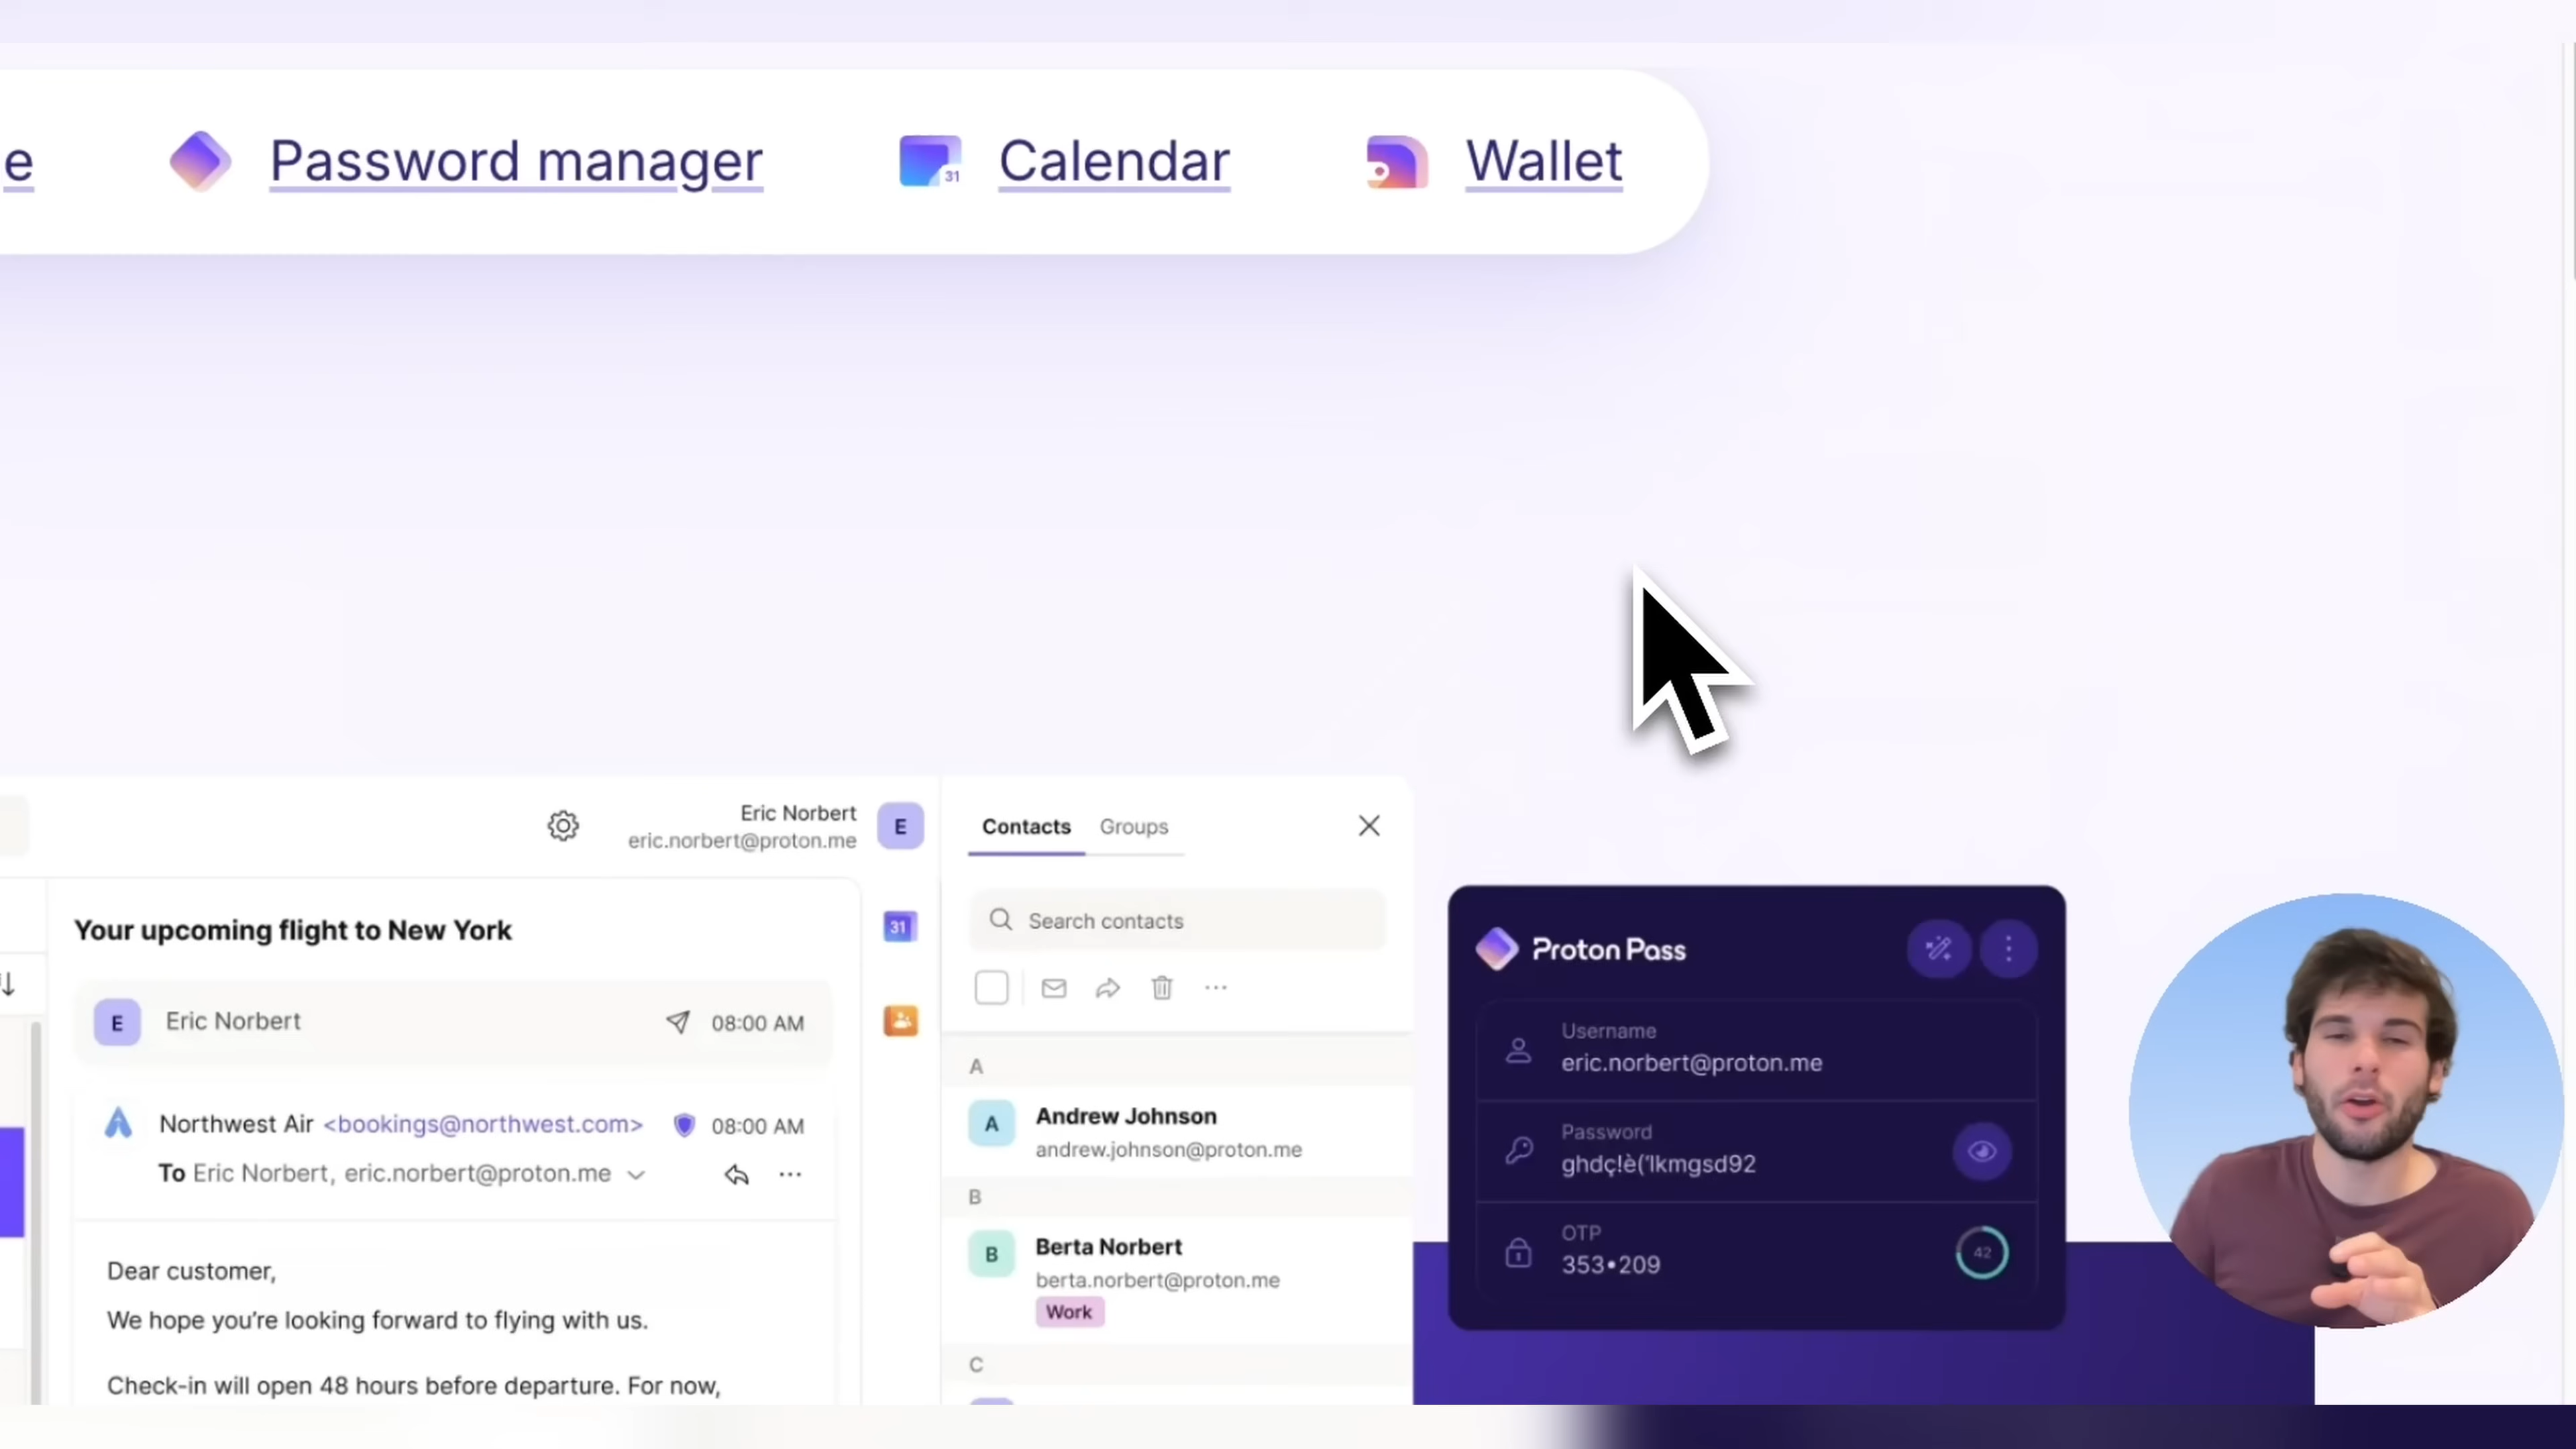 e
Password manager
31
Calendar
Wallet
Eric Norbert
eric.norbert@proton.me
E
Your upcoming flight to New York
31
E
Eric Norbert
08:00 AM
Northwest Air <bookings@northwest.com>
08:00 AM
To Eric Norbert, eric.norbert@proton.me
Dear customer,
We hope you’re looking forward to flying with us.
Check-in will open 48 hours before departure. For now,
Contacts
Groups
Search contacts
A
A
Andrew Johnson
andrew.johnson@proton.me
B
B
Berta Norbert
berta.norbert@proton.me
Work
C
Proton Pass
Username
eric.norbert@proton.me
Password
ghdç!è('lkmgsd92
OTP
353•209
42